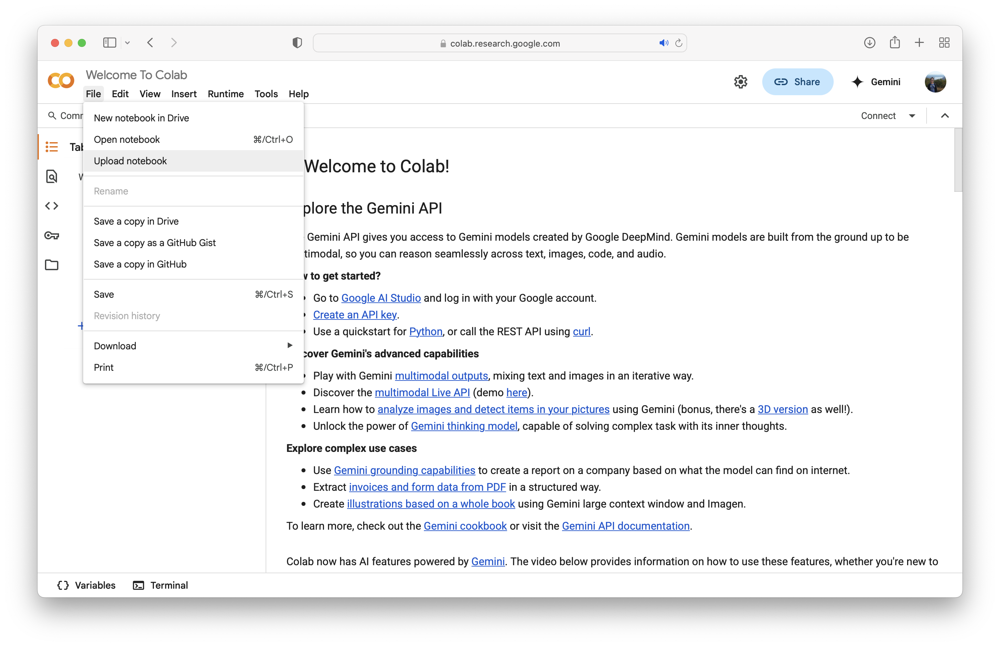 colab.research.google.com
Welcome To Colab
Share
Gemini
File Edit View Insert Runtime Tools Help
Connect
New notebook in Drive
Open notebook ⌘/Ctrl+O
Upload notebook
Rename
Save a copy in Drive
Save a copy as a GitHub Gist
Save a copy in GitHub
Save ⌘/Ctrl+S
Revision history
Download
Print ⌘/Ctrl+P
Welcome to Colab!
plore the Gemini API
Gemini API gives you access to Gemini models created by Google DeepMind. Gemini models are built from the ground up to be
timodal, so you can reason seamlessly across text, images, code, and audio.
to get started?
• Go to Google AI Studio and log in with your Google account.
• Create an API key.
• Use a quickstart for Python, or call the REST API using curl.
cover Gemini's advanced capabilities
• Play with Gemini multimodal outputs, mixing text and images in an iterative way.
• Discover the multimodal Live API (demo here).
• Learn how to analyze images and detect items in your pictures using Gemini (bonus, there's a 3D version as well!).
• Unlock the power of Gemini thinking model, capable of solving complex task with its inner thoughts.
Explore complex use cases
• Use Gemini grounding capabilities to create a report on a company based on what the model can find on internet.
• Extract invoices and form data from PDF in a structured way.
• Create illustrations based on a whole book using Gemini large context window and Imagen.
To learn more, check out the Gemini cookbook or visit the Gemini API documentation.
Colab now has AI features powered by Gemini. The video below provides information on how to use these features, whether you're new to
Variables
Terminal